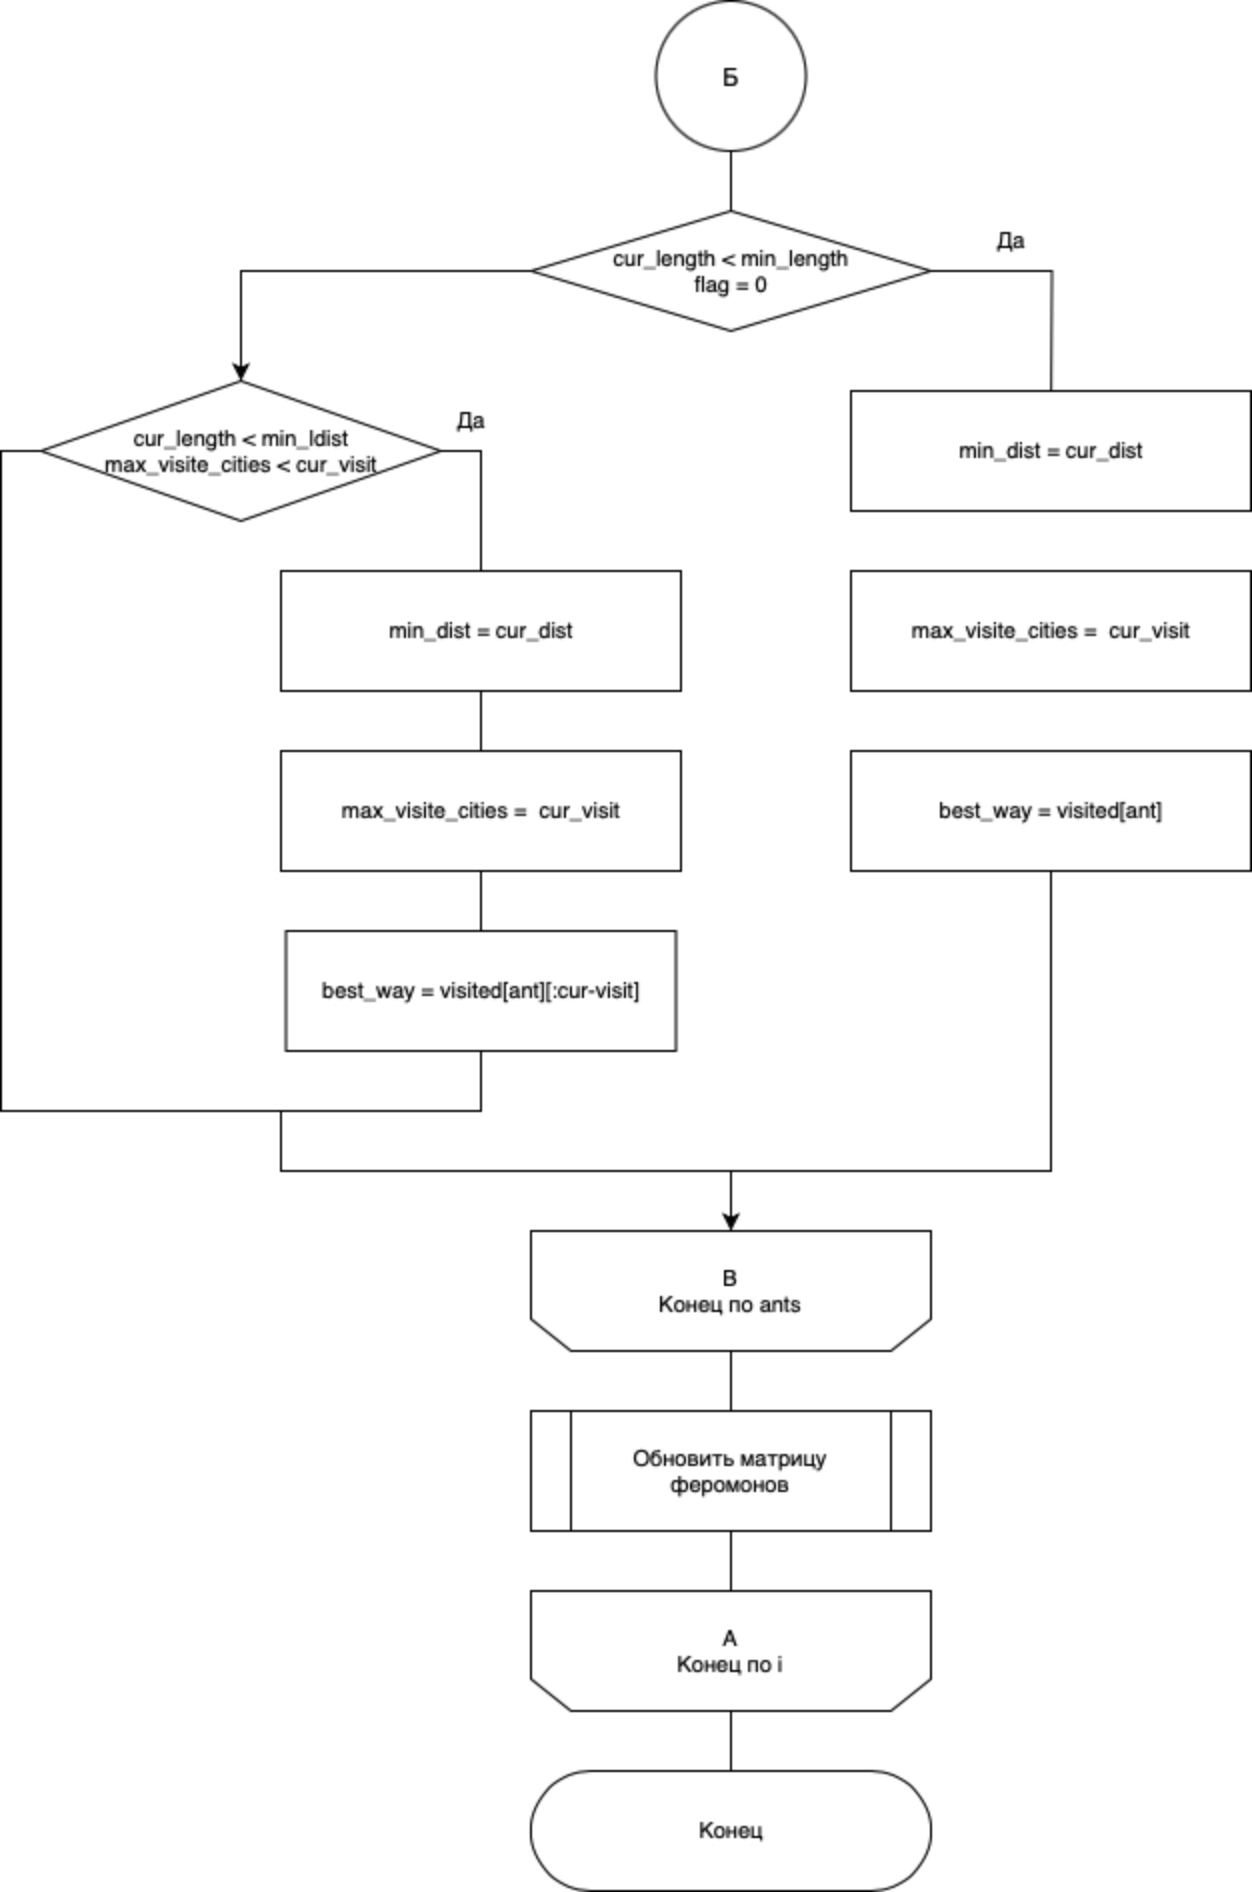 Б
Да
cur_length < min_length
flag = 0
Да
cur_length < min_ldist
max_visite_cities < cur_visit
min_dist = cur_dist
min_dist = cur_dist
max_visite_cities = cur_visit
max_visite_cities = cur_visit
best_way = visited[ant]
best_way = visited[ant][:cur-visit]
В
Конец по ants
Обновить матрицу
феромонов
А
Конец по i
Конец